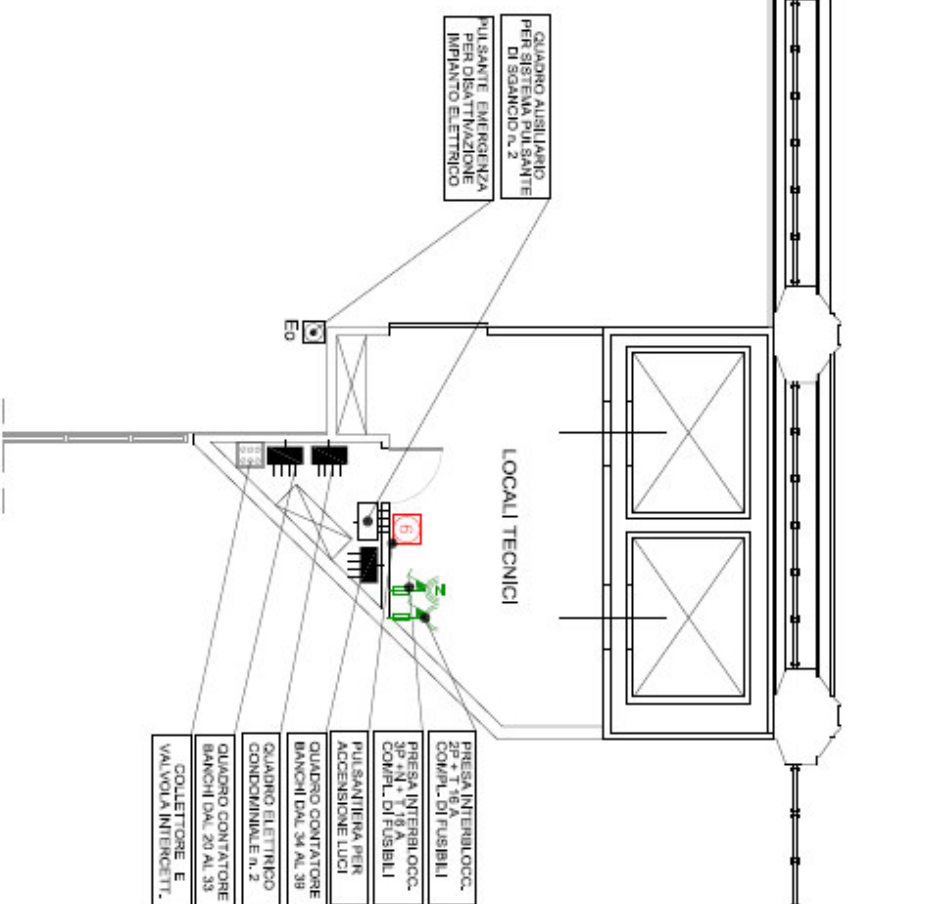 QUADRO AUSILIARIO
PER SISTEMA PULSANTE
DI SGANCIO n. 2
PULSANTE EMERGENZA
PER DISATTIVAZIONE
IMPIANTO ELETTRICO
Eo
LOCALI TECNICI
6
N
PRESA INTERBLOCC.
2P + T 16 A
COMPL. DI FUSIBILI
PRESA INTERBLOCC.
3P +N + T 16 A
COMPL. DI FUSIBILI
PULSANTIERA PER
ACCENSIONE LUCI
QUADRO CONTATORE
BANCHI DAL 34 AL 39
QUADRO ELETTRICO
CONDOMINIALE n. 2
QUADRO CONTATORE
BANCHI DAL 20 AL 33
COLLETTORE E
VALVOLA INTERCETT.